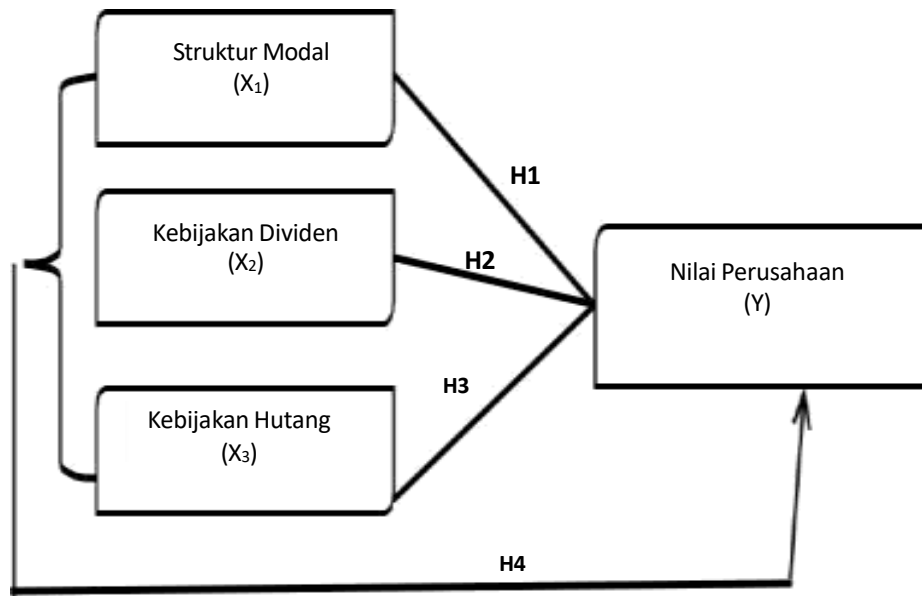 Struktur Modal
(X₁)
H1
Kebijakan Dividen
(X₂)
H2
Nilai Perusahaan
(Y)
H3
Kebijakan Hutang
(X₃)
H4